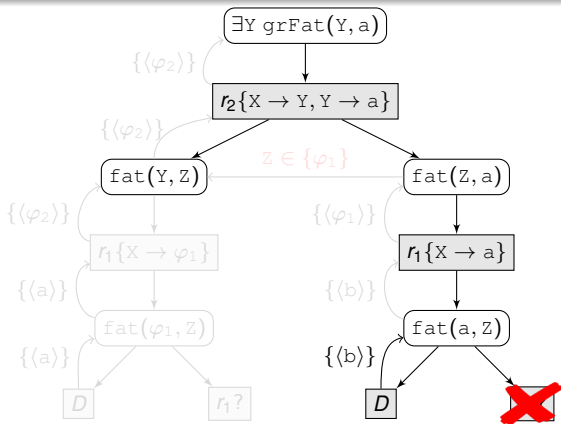 ∃Y grFat(Y,a)
{⟨φ₂⟩}
r₂{X → Y, Y → a}
{⟨φ₂⟩}
Z ∈ {φ₁}
fat(Y,Z)
fat(Z,a)
{⟨φ₂⟩}
{⟨φ₁⟩}
r₁{X → φ₁}
r₁{X → a}
{⟨a⟩}
{⟨b⟩}
fat(φ₁,Z)
fat(a,Z)
{⟨a⟩}
{⟨b⟩}
D
r₁?
D